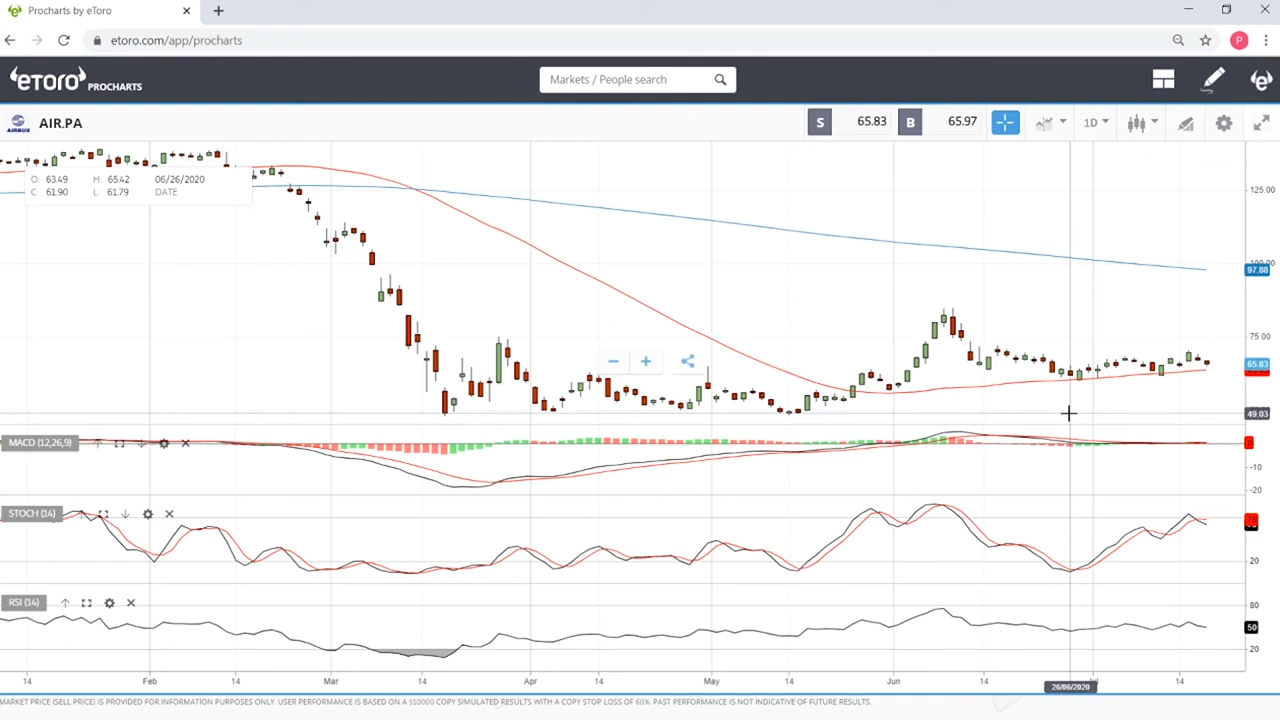 Procharts by eToro
etoro.com/app/procharts
P
eToro PROCHARTS
Markets / People search
AIRBUS AIR.PA
S 65.83 B 65.97 1D
O: 63.49 H: 65.42 06/26/2020
C: 61.90 L: 61.79 DATE
125.00
100.00
97.88
75.00
65.83
49.03
MACD (12,26,9)
-10
-20
STOCH (14)
20
RSI (14)
80
50
20
14 Feb 14 Mar 14 Apr 14 May 14 Jun 14 14
26/06/2020
MARKET PRICE (SELL PRICE) IS PROVIDED FOR INFORMATION PURPOSES ONLY. USER PERFORMANCE IS BASED ON A $10000 COPY SIMULATED RESULTS WITH A COPY STOP LOSS OF 60%. PAST PERFORMANCE IS NOT INDICATIVE OF FUTURE RESULTS.